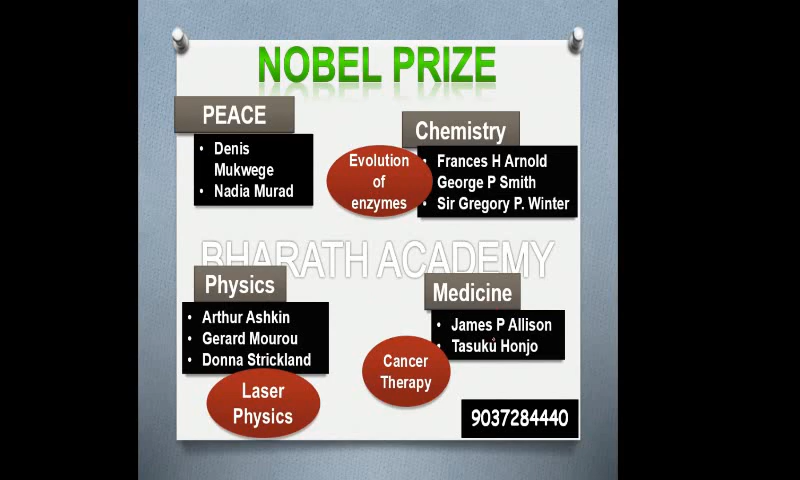 NOBEL PRIZE
PEACE
• Denis
Mukwege
• Nadia Murad
Chemistry
• Frances H Arnold
George P Smith
• Sir Gregory P. Winter
Evolution
of
enzymes
BHARATH ACADEMY
Physics
• Arthur Ashkin
• Gerard Mourou
• Donna Strickland
Laser
Physics
Medicine
• James P Allison
• Tasuku Honjo
Cancer
Therapy
9037284440